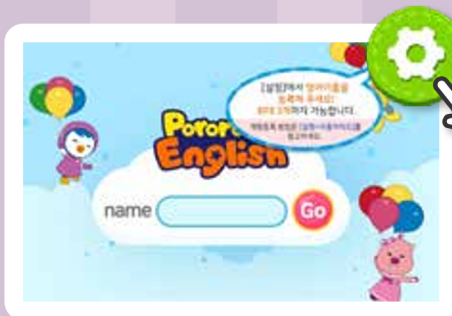 [설정]에서 영어이름을
등록해 주세요!
최대 3개까지 가능합니다.
Pororo
English
name
Go